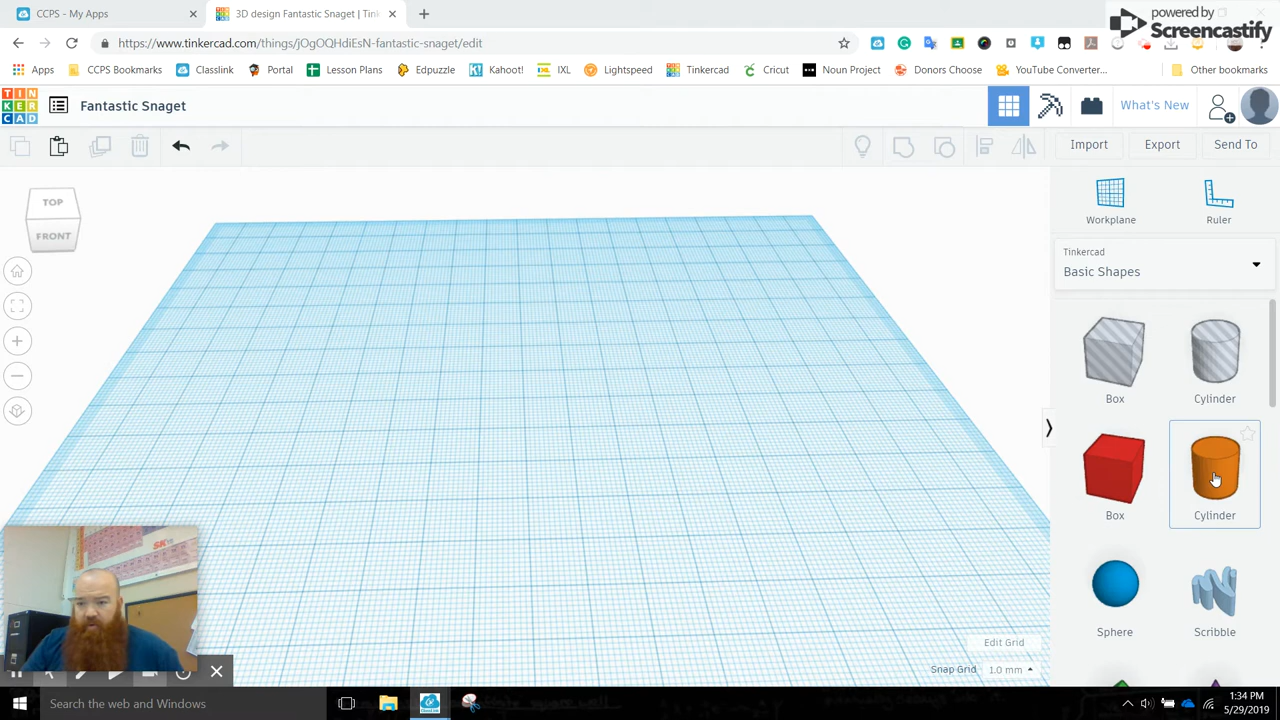 CCPS - My Apps
3D design Fantastic Snaget | Tin
powered by
Screencastify
https://www.tinkercad.com/things/jOgOQHdiEsN-fantastic-snaget/edit
Apps
CCPS Bookmarks
Classlink
Portal
Lesson Plan
Edpuzzle
Kahoot!
IXL
Lightspeed
Tinkercad
Cricut
Noun Project
Donors Choose
YouTube Converter...
Other bookmarks
TIN
KER
CAD
Fantastic Snaget
What's New
Import
Export
Send To
TOP
FRONT
Workplane
Ruler
Tinkercad
Basic Shapes
Box
Cylinder
Box
Cylinder
Sphere
Scribble
Edit Grid
Snap Grid
1.0 mm
Search the web and Windows
1:34 PM
5/29/2019